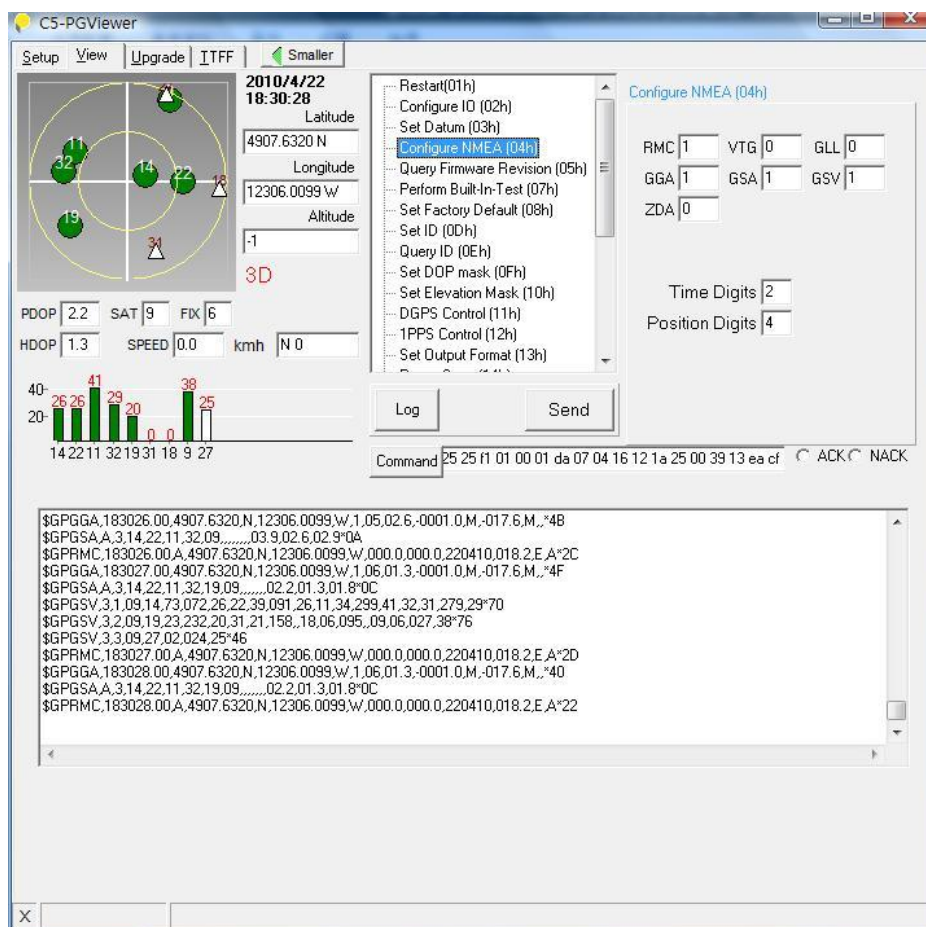 C5-PGViewer
Setup View Upgrade TTFF Smaller
2010/4/22
18:30:28
Latitude
4907.6320 N
Longitude
12306.0099 W
Altitude
-1
3D
11
32
14
22
19
31
PDOP 2.2 SAT 9 FIX 6
HDOP 1.3 SPEED 0.0 kmh N 0
40
20
26 26 41 29 20 0 0 38 25
14 22 11 32 19 31 18 9 27
Restart(01h)
Configure IO (02h)
Set Datum (03h)
Configure NMEA (04h)
Query Firmware Revision (05h)
Perform Built-In-Test (07h)
Set Factory Default (08h)
Set ID (0Dh)
Query ID (0Eh)
Set DOP mask (0Fh)
Set Elevation Mask (10h)
DGPS Control (11h)
1PPS Control (12h)
Set Output Format (13h)
Log Send
Configure NMEA (04h)
RMC 1 VTG 0 GLL 0
GGA 1 GSA 1 GSV 1
ZDA 0
Time Digits 2
Position Digits 4
Command 25 25 f1 01 00 01 da 07 04 16 12 1a 25 00 39 13 ea cf ACK NACK
$GPGGA,183026.00,4907.6320,N,12306.0099,W,1,05,02.6,-0001.0,M,-017.6,M,,*4B
$GPGSA,A,3,14,22,11,32,09,,,,,,,,03.9,02.6,02.9*0A
$GPRMC,183026.00,A,4907.6320,N,12306.0099,W,000.0,000.0,220410,018.2,E,A*2C
$GPGGA,183027.00,4907.6320,N,12306.0099,W,1,06,01.3,-0001.0,M,-017.6,M,,*4F
$GPGSA,A,3,14,22,11,32,19,09,,,,,,,02.2,01.3,01.8*0C
$GPGSV,3,1,09,14,73,072,26,22,39,091,26,11,34,299,41,32,31,279,29*70
$GPGSV,3,2,09,19,23,232,20,31,21,158,,18,06,095,,09,06,027,38*76
$GPGSV,3,3,09,27,02,024,25*46
$GPRMC,183027.00,A,4907.6320,N,12306.0099,W,000.0,000.0,220410,018.2,E,A*2D
$GPGGA,183028.00,4907.6320,N,12306.0099,W,1,06,01.3,-0001.0,M,-017.6,M,,*40
$GPGSA,A,3,14,22,11,32,19,09,,,,,,,02.2,01.3,01.8*0C
$GPRMC,183028.00,A,4907.6320,N,12306.0099,W,000.0,000.0,220410,018.2,E,A*22
X